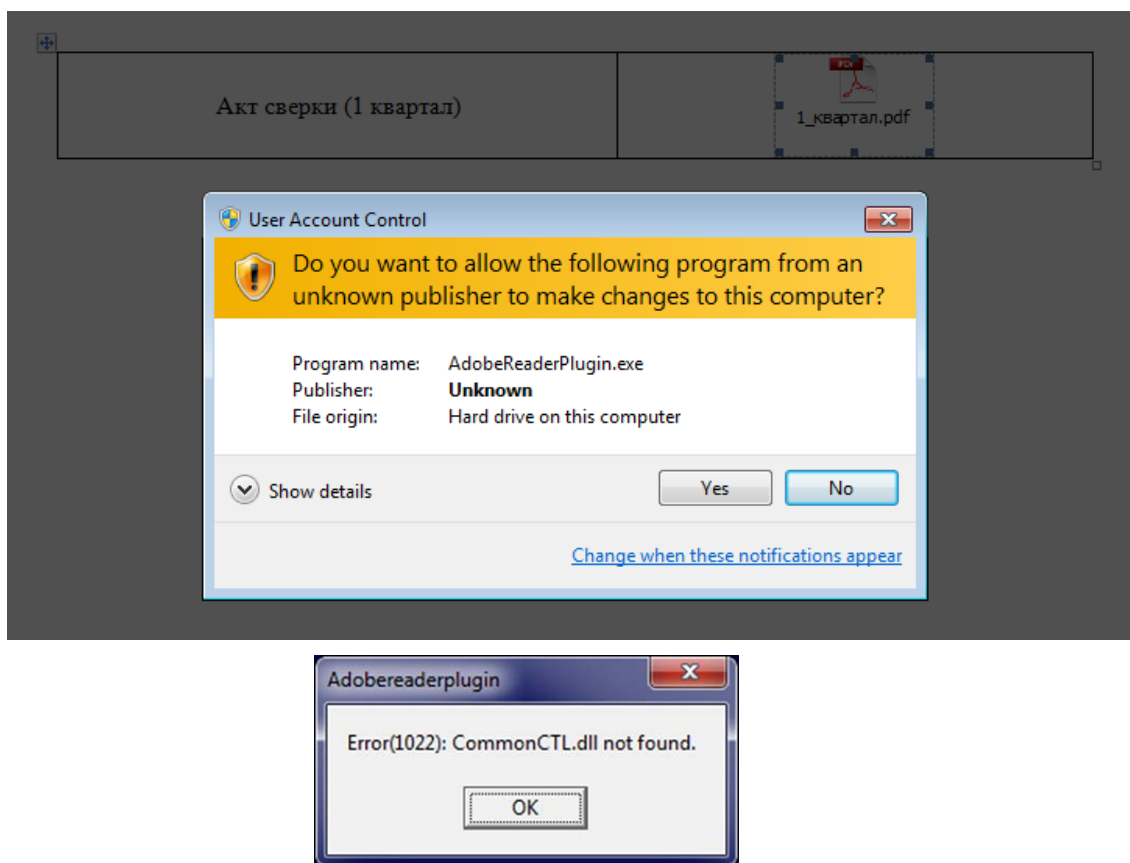 Акт сверки (1 квартал)
PDF
1_квартал.pdf
User Account Control
Do you want to allow the following program from an
unknown publisher to make changes to this computer?
Program name: AdobeReaderPlugin.exe
Publisher: Unknown
File origin: Hard drive on this computer
Show details
Yes
No
Change when these notifications appear
Adobereaderplugin
Error(1022): CommonCTL.dll not found.
OK